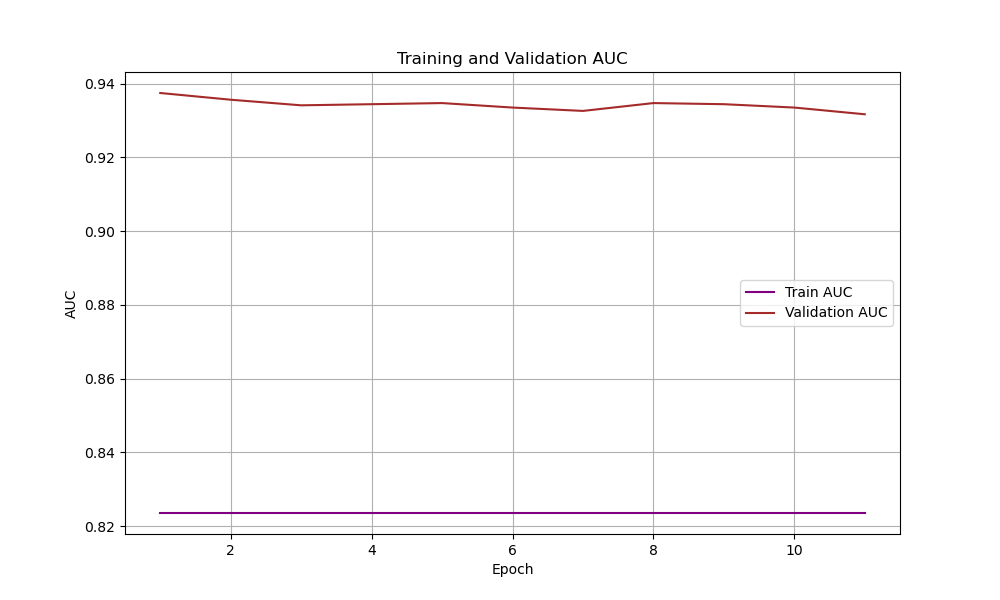 Training and Validation AUC
0.94
0.92
0.90
0.88
0.86
0.84
0.82
AUC
Train AUC
Validation AUC
2 4 6 8 10
Epoch